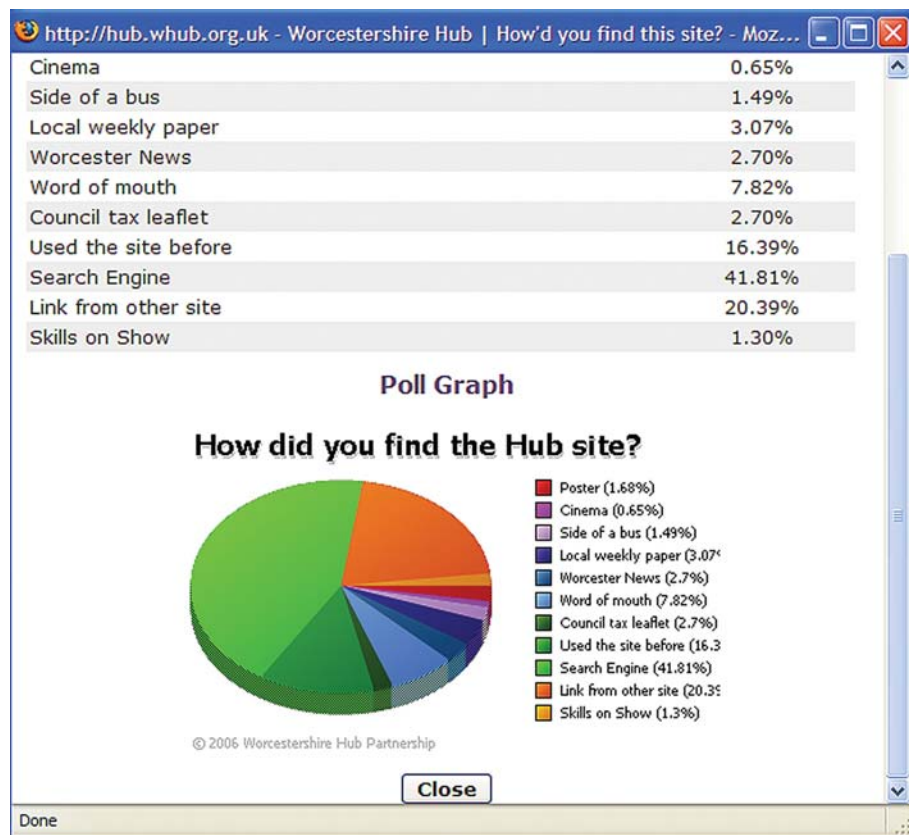 http://hub.whub.org.uk - Worcestershire Hub | How'd you find this site? - Moz...
Cinema 0.65%
Side of a bus 1.49%
Local weekly paper 3.07%
Worcester News 2.70%
Word of mouth 7.82%
Council tax leaflet 2.70%
Used the site before 16.39%
Search Engine 41.81%
Link from other site 20.39%
Skills on Show 1.30%
Poll Graph
How did you find the Hub site?
Poster (1.68%)
Cinema (0.65%)
Side of a bus (1.49%)
Local weekly paper (3.07%
Worcester News (2.7%)
Word of mouth (7.82%)
Council tax leaflet (2.7%)
Used the site before (16.3
Search Engine (41.81%)
Link from other site (20.39
Skills on Show (1.3%)
© 2006 Worcestershire Hub Partnership
Close
Done